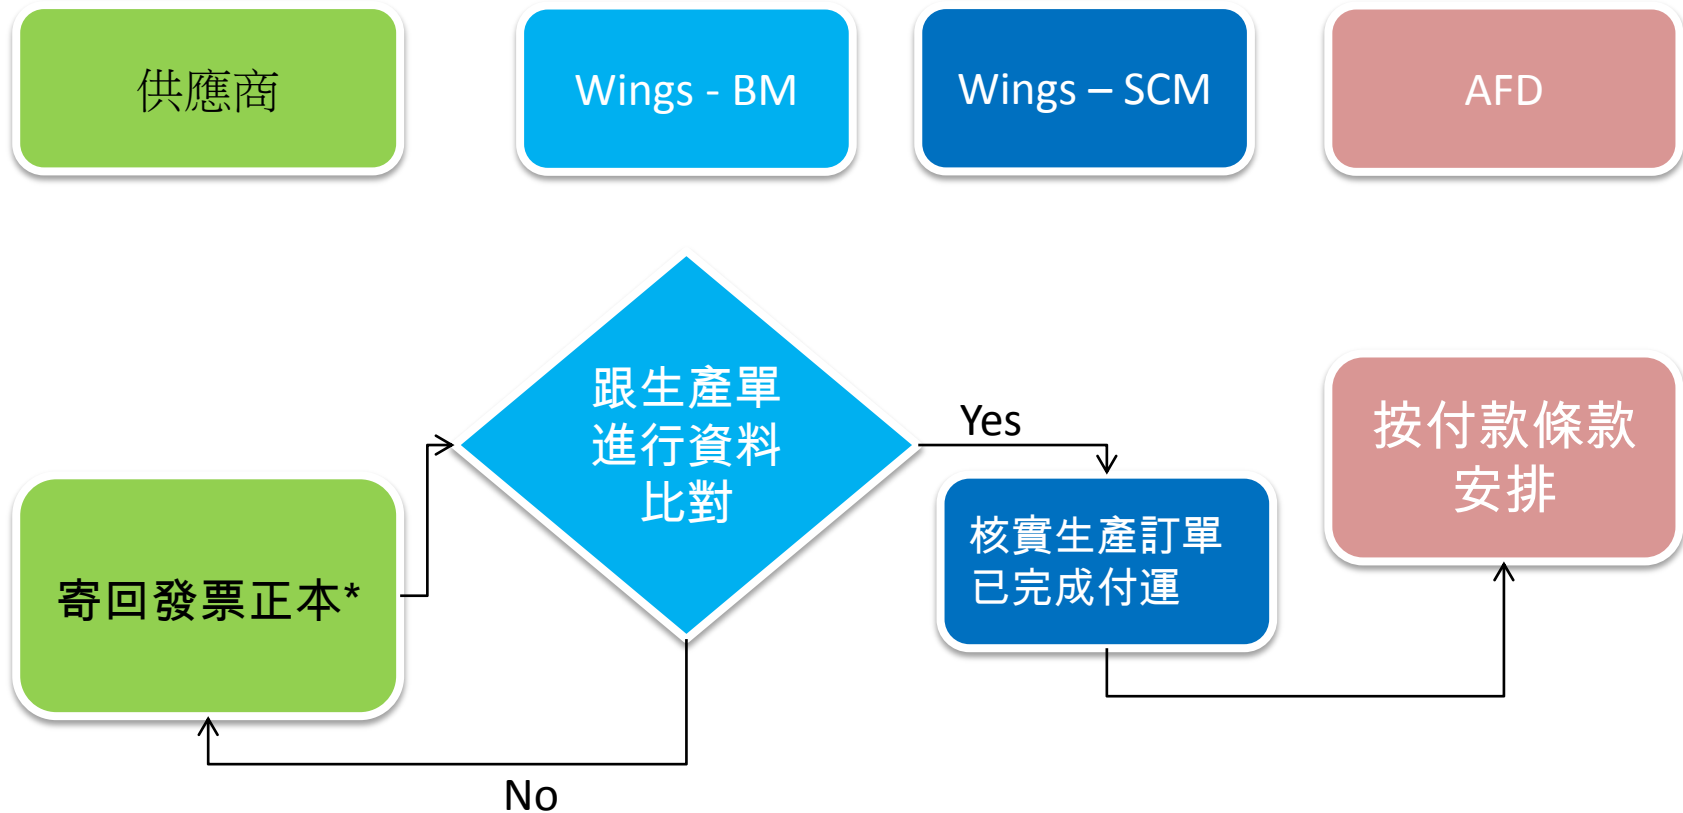 供應商
Wings - BM
Wings – SCM
AFD
跟生產單
進行資料
比對
Yes
按付款條款
安排
核實生產訂單
已完成付運
寄回發票正本*
No